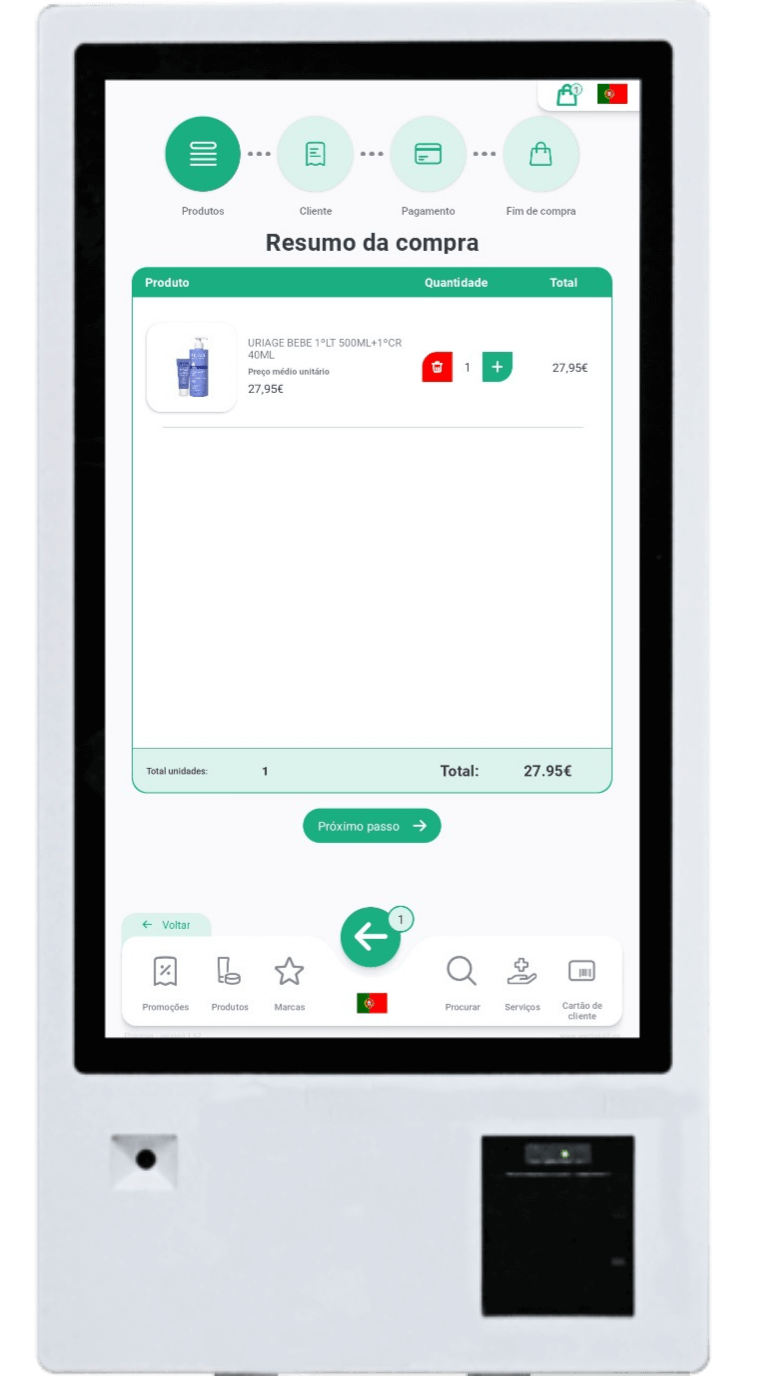 1
Produtos
Cliente
Pagamento
Fim de compra
Resumo da compra
Produto Quantidade Total
URIAGE BEBE 1ºLT 500ML+1ºCR
40ML
Preço médio unitário
27,95€
1
27,95€
Total unidades: 1 Total: 27.95€
Próximo passo
Voltar
1
Promoções
Produtos
Marcas
Procurar
Serviços
Cartão de
cliente